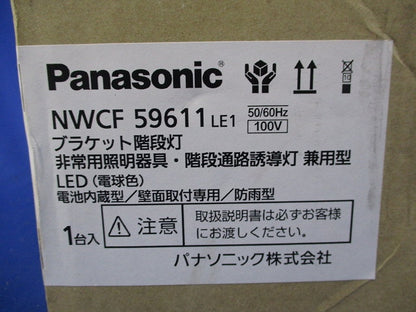 Panasonic®
NWCF 59611 LE1 50/60Hz 100V
ブラケット階段灯
非常用照明器具・階段通路誘導灯 兼用型
LED（電球色）
電池内蔵型／壁面取付専用／防雨型
1台入
注意
取扱説明書は必ずお客様
にお渡しください。
パナソニック株式会社